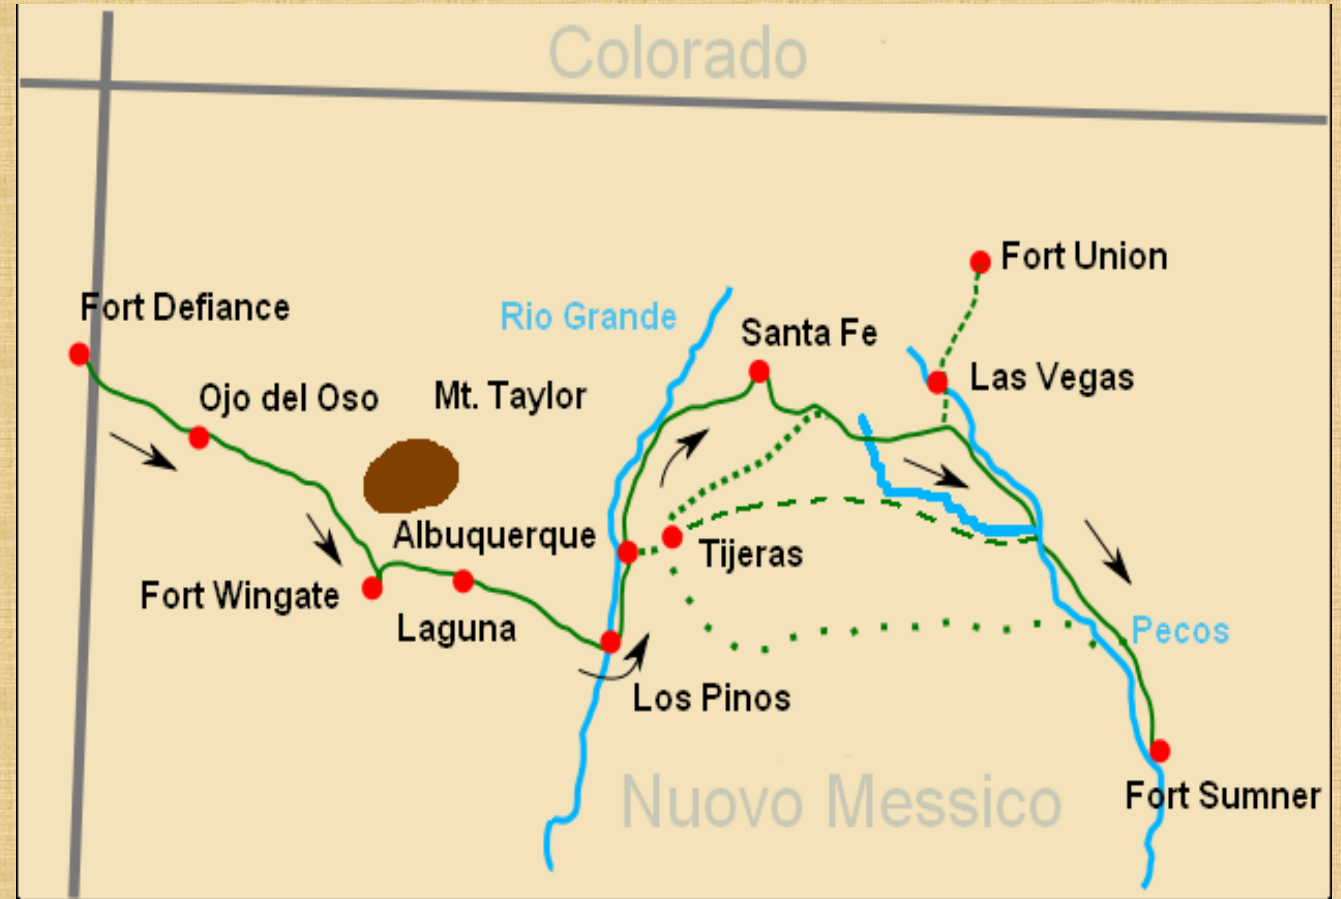 Colorado
Fort Union
Fort Defiance
Rio Grande
Santa Fe
Las Vegas
Ojo del Oso
Mt. Taylor
Albuquerque
Tijeras
Fort Wingate
Laguna
Pecos
Los Pinos
Nuovo Messico
Fort Sumner